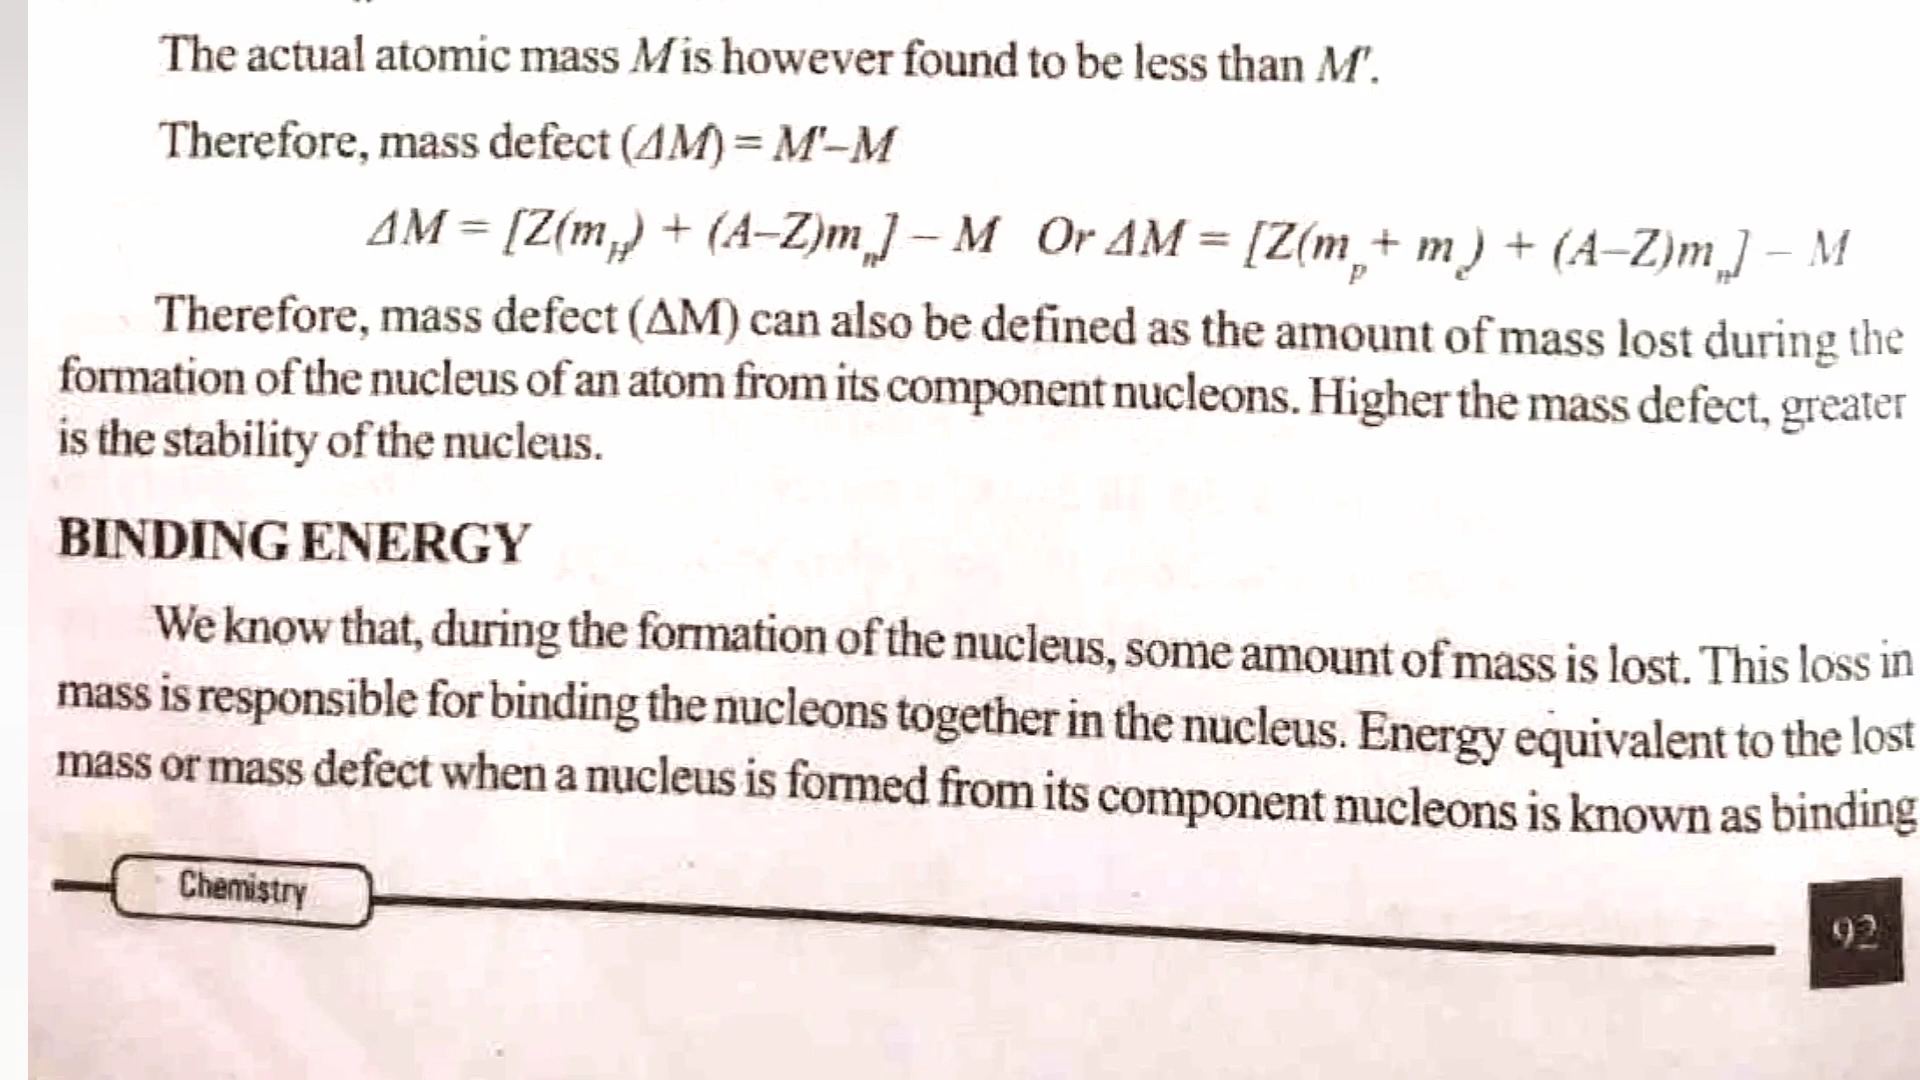 The actual atomic mass M is however found to be less than M'.
Therefore, mass defect (ΔM) = M'–M
ΔM = [Z(m_H) + (A–Z)m_n] – M Or ΔM = [Z(m_p + m_e) + (A–Z)m_n] – M
Therefore, mass defect (ΔM) can also be defined as the amount of mass lost during the
formation of the nucleus of an atom from its component nucleons. Higher the mass defect, greater
is the stability of the nucleus.
BINDING ENERGY
We know that, during the formation of the nucleus, some amount of mass is lost. This loss in
mass is responsible for binding the nucleons together in the nucleus. Energy equivalent to the lost
mass or mass defect when a nucleus is formed from its component nucleons is known as binding
Chemistry
92